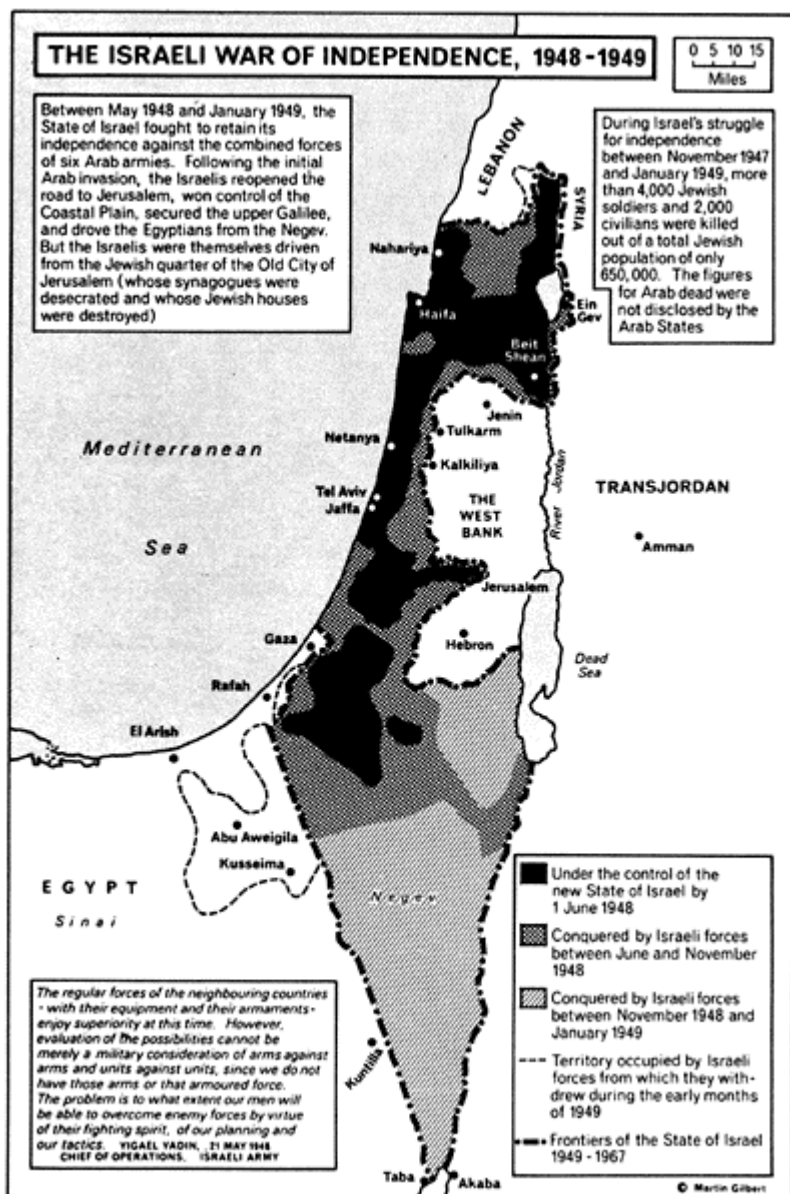 THE ISRAELI WAR OF INDEPENDENCE, 1948-1949
0 5 10 15
Miles
Between May 1948 and January 1949, the
State of Israel fought to retain its
independence against the combined forces
of six Arab armies. Following the initial
Arab invasion, the Israelis reopened the
road to Jerusalem, won control of the
Coastal Plain, secured the upper Galilee,
and drove the Egyptians from the Negev.
But the Israelis were themselves driven
from the Jewish quarter of the Old City of
Jerusalem (whose synagogues were
desecrated and whose Jewish houses
were destroyed)
During Israel's struggle
for independence
between November 1947
and January 1949, more
than 4,000 Jewish
soldiers and 2,000
civilians were killed
out of a total Jewish
population of only
650,000. The figures
for Arab dead were
not disclosed by the
Arab States
LEBANON
SYRIA
Nahariya
Haifa
Ein
Gev
Beit
Shean
Jenin
Netanya
Tulkarm
Mediterranean
Sea
Kalkiliya
Tel Aviv
Jaffa
THE
WEST
BANK
River Jordan
TRANSJORDAN
Amman
Jerusalem
Gaza
Hebron
Dead
Sea
Rafah
El Arish
Abu Aweigila
Kusseima
EGYPT
Sinai
Negev
Kuntilla
Taba
Akaba
The regular forces of the neighbouring countries
- with their equipment and their armaments-
enjoy superiority at this time. However,
evaluation of the possibilities cannot be
merely a military consideration of arms against
arms and units against units, since we do not
have those arms or that armoured force.
The problem is to what extent our men will
be able to overcome enemy forces by virtue
of their fighting spirit, of our planning and
our tactics. YIGAEL YADIN, 21 MAY 1948
CHIEF OF OPERATIONS, ISRAELI ARMY
Under the control of the
new State of Israel by
1 June 1948
Conquered by Israeli forces
between June and November
1948
Conquered by Israeli forces
between November 1948 and
January 1949
Territory occupied by Israeli
forces from which they with-
drew during the early months
of 1949
Frontiers of the State of Israel
1949 - 1967
© Martin Gilbert